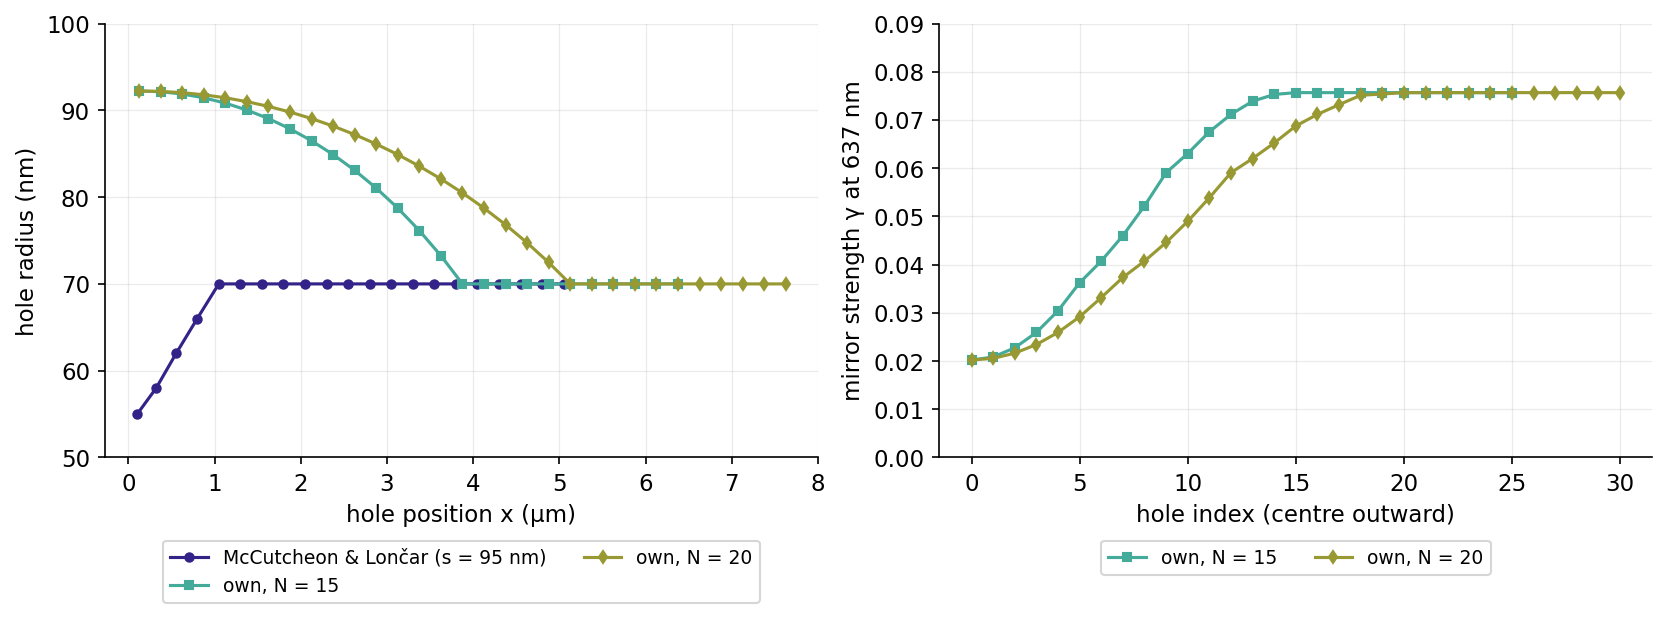 hole radius (nm)
100
90
80
70
60
50
0 1 2 3 4 5 6 7 8
hole position x (μm)
McCutcheon & Lončar (s = 95 nm)
own, N = 15
own, N = 20
mirror strength γ at 637 nm
0.09
0.08
0.07
0.06
0.05
0.04
0.03
0.02
0.01
0.00
0 5 10 15 20 25 30
hole index (centre outward)
own, N = 15
own, N = 20